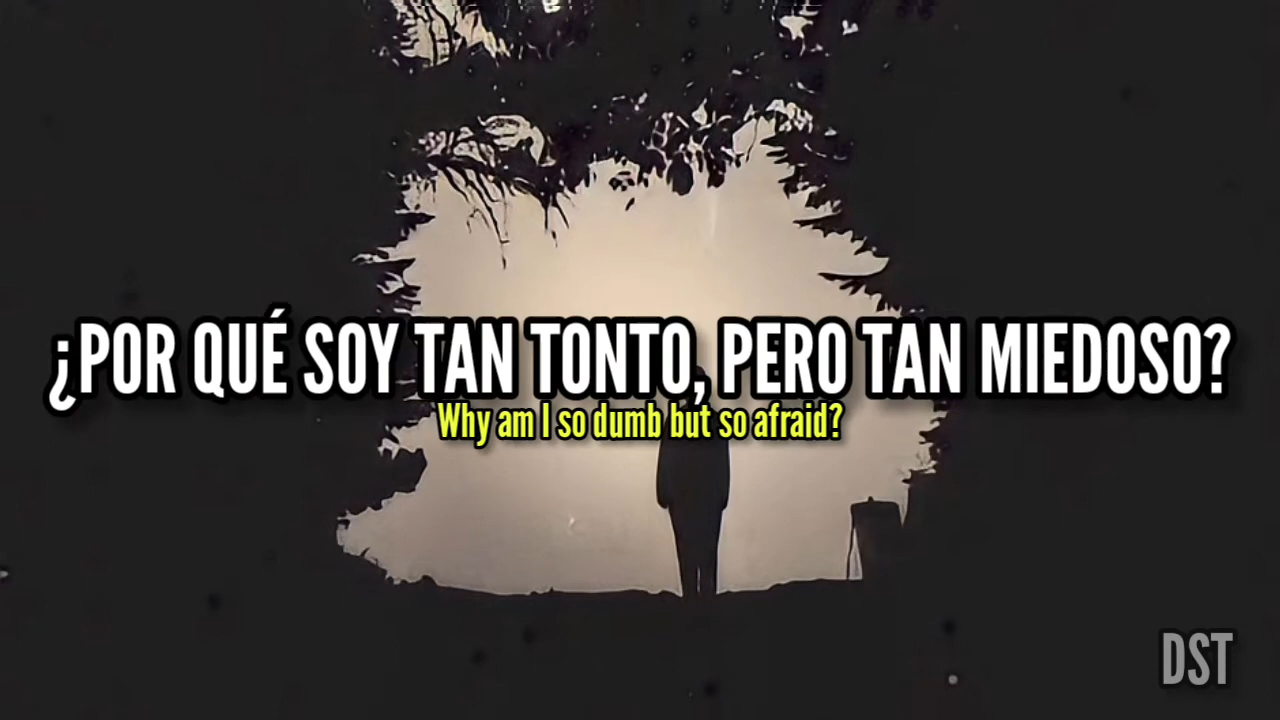 ¿POR QUÉ SOY TAN TONTO, PERO TAN MIEDOSO?
Why am I so dumb but so afraid?
DST